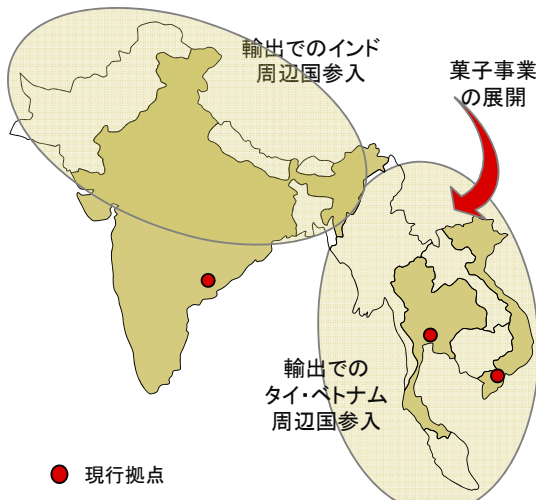 輸出でのインド
周辺国参入
菓子事業
の展開
輸出での
タイ・ベトナム
周辺国参入
現行拠点